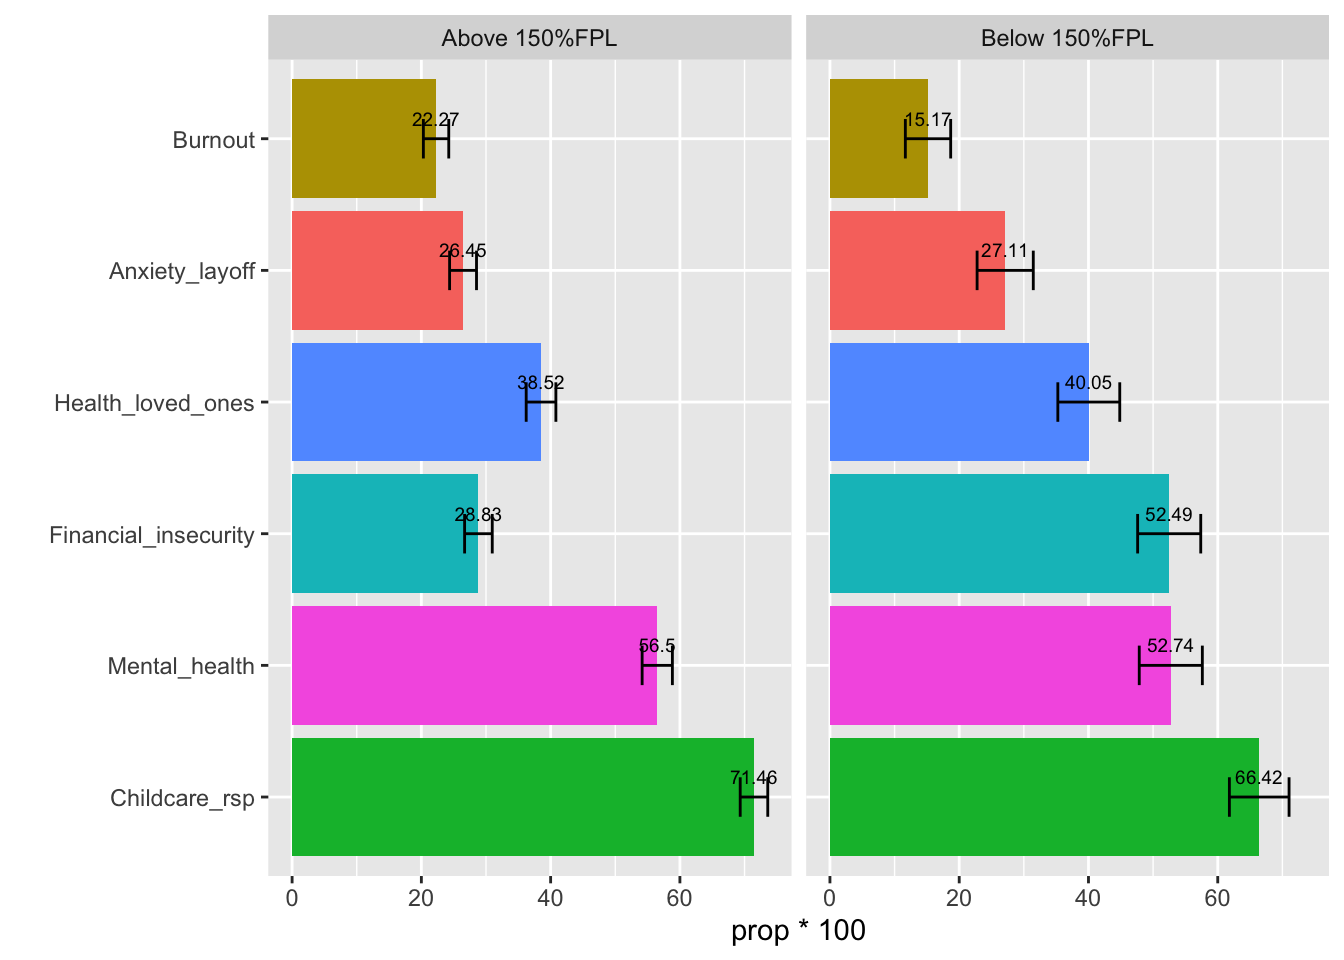 Above 150%FPL
Below 150%FPL
Burnout
22.27
15.17
Anxiety_layoff
26.45
27.11
Health_loved_ones
38.52
40.05
Financial_insecurity
28.83
52.49
Mental_health
56.5
52.74
Childcare_rsp
71.46
66.42
0 20 40 60
0 20 40 60
prop * 100